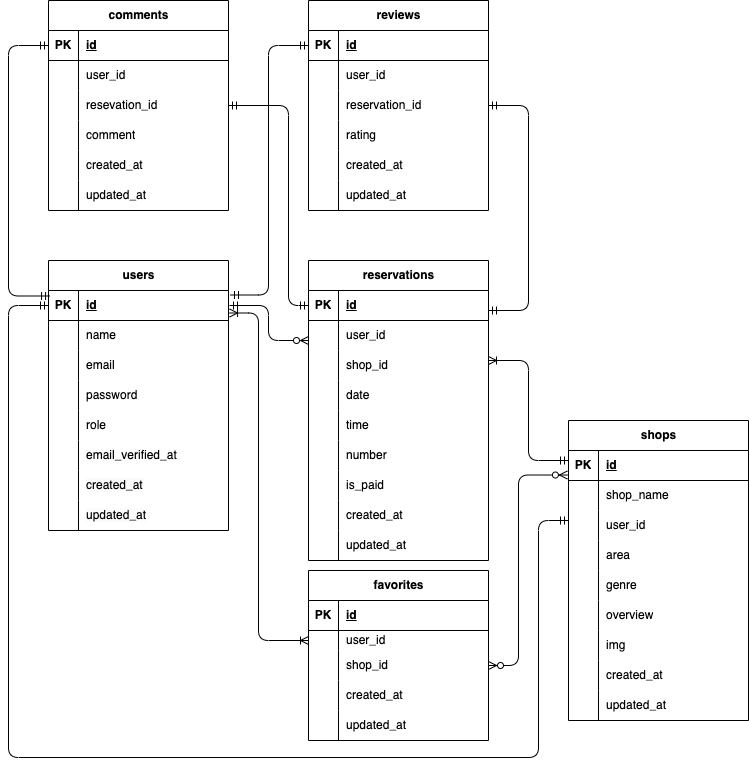 comments
PK id
user_id
resevation_id
comment
created_at
updated_at
reviews
PK id
user_id
reservation_id
rating
created_at
updated_at
users
PK id
name
email
password
role
email_verified_at
created_at
updated_at
reservations
PK id
user_id
shop_id
date
time
number
is_paid
created_at
updated_at
shops
PK id
shop_name
user_id
area
genre
overview
img
created_at
updated_at
favorites
PK id
user_id
shop_id
created_at
updated_at